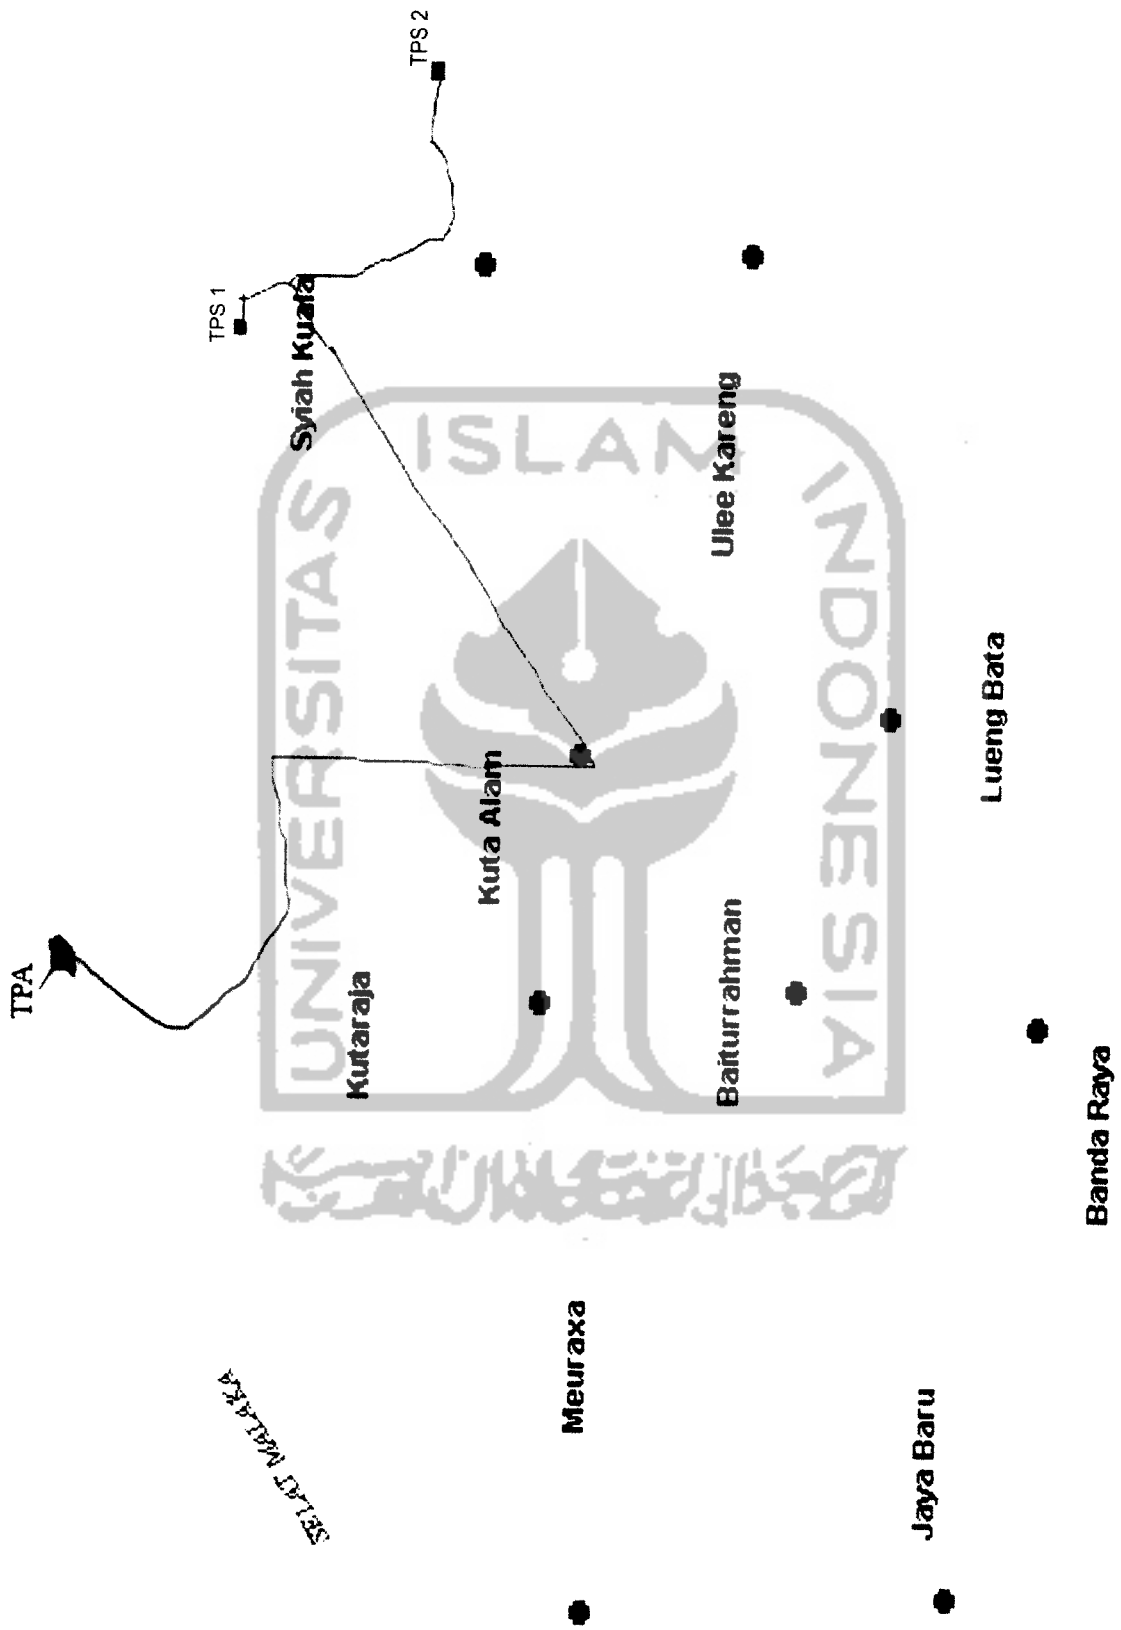 SELAT MALAKA
TPA
Kutaraja
Kuta Alam
Syiah Kuala
TPS 1
TPS 2
Meuraxa
Baiturrahman
Ulee Kareng
Jaya Baru
Banda Raya
Lueng Bata
UNIVERSITAS
ISLAM
INDONESIA